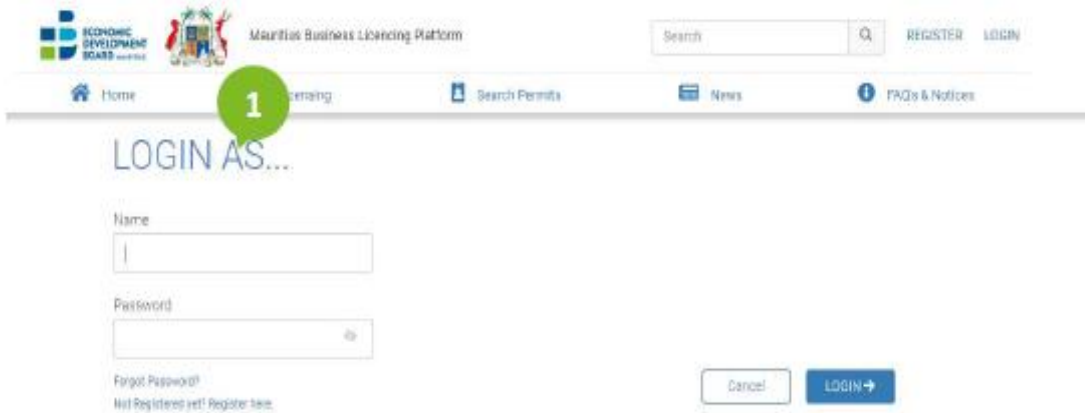 ECONOMIC
DEVELOPMENT
BOARD
Mauritius Business Licencing Platform
Search
REGISTER LOGIN
Home
Search Permits
News
FAQs & Notices
1
LOGIN AS...
Name
Password
Forgot Password?
Not Registered yet? Register here.
Cancel
LOGIN